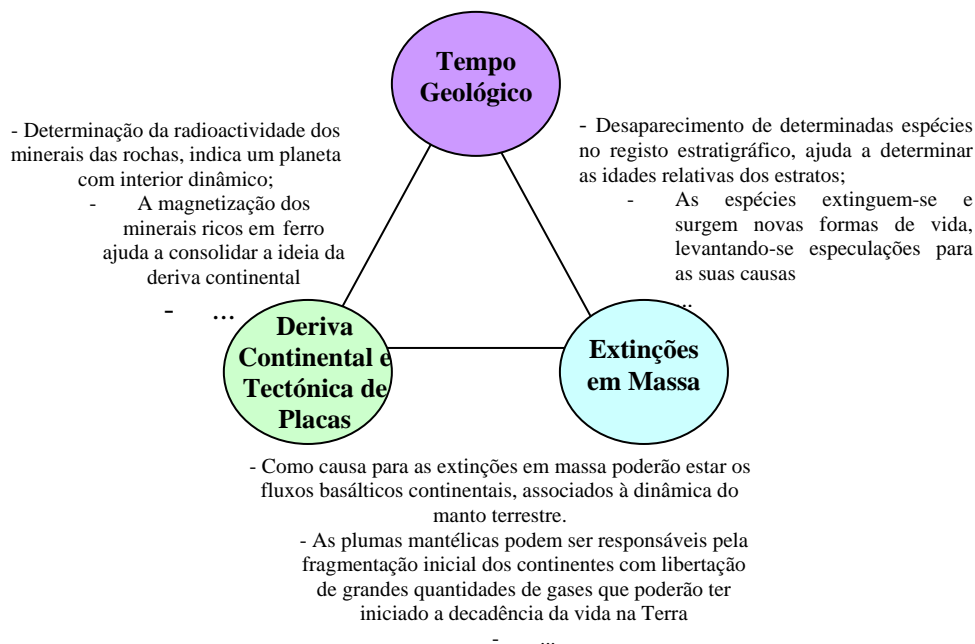 Tempo
Geológico
- Determinação da radioactividade dos
minerais das rochas, indica um planeta
com interior dinâmico;
- A magnetização dos
minerais ricos em ferro
ajuda a consolidar a ideia da
deriva continental
- ...
- Desaparecimento de determinadas espécies
no registo estratigráfico, ajuda a determinar
as idades relativas dos estratos;
- As espécies extinguem-se e
surgem novas formas de vida,
levantando-se especulações para
as suas causas
...
Deriva
Continental e
Tectónica de
Placas
Extinções
em Massa
- Como causa para as extinções em massa poderão estar os
fluxos basálticos continentais, associados à dinâmica do
manto terrestre.
- As plumas mantélicas podem ser responsáveis pela
fragmentação inicial dos continentes com libertação
de grandes quantidades de gases que poderão ter
iniciado a decadência da vida na Terra
- ...